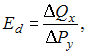 E_d = ΔQ_x / ΔP_y,